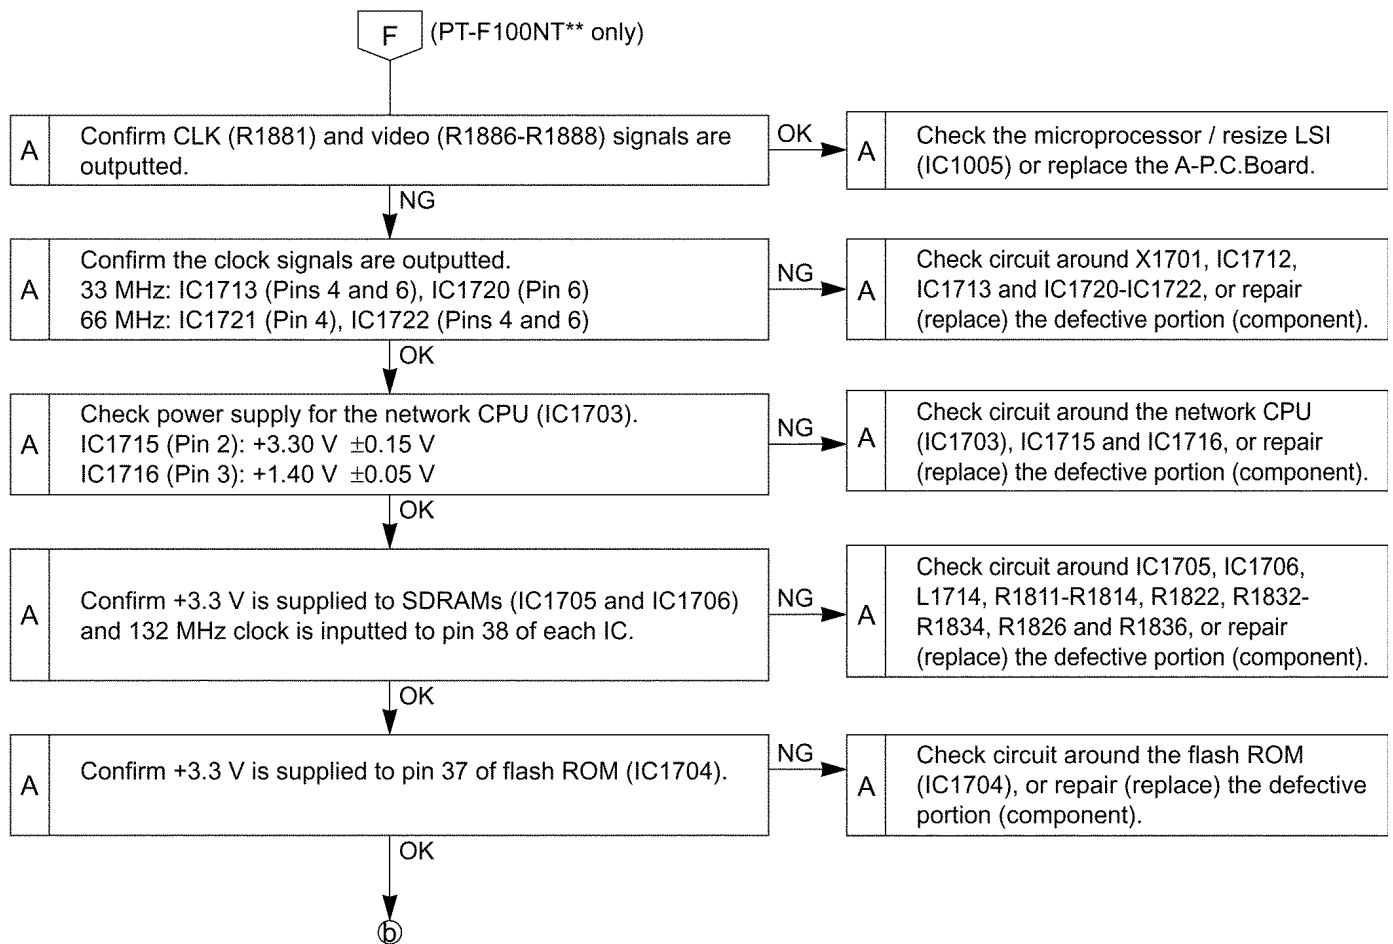 F
(PT-F100NT** only)
A
Confirm CLK (R1881) and video (R1886-R1888) signals are
outputted.
OK
A
Check the microprocessor / resize LSI
(IC1005) or replace the A-P.C.Board.
NG
A
Confirm the clock signals are outputted.
33 MHz: IC1713 (Pins 4 and 6), IC1720 (Pin 6)
66 MHz: IC1721 (Pin 4), IC1722 (Pins 4 and 6)
NG
A
Check circuit around X1701, IC1712,
IC1713 and IC1720-IC1722, or repair
(replace) the defective portion (component).
OK
A
Check power supply for the network CPU (IC1703).
IC1715 (Pin 2): +3.30 V ±0.15 V
IC1716 (Pin 3): +1.40 V ±0.05 V
NG
A
Check circuit around the network CPU
(IC1703), IC1715 and IC1716, or repair
(replace) the defective portion (component).
OK
A
Confirm +3.3 V is supplied to SDRAMs (IC1705 and IC1706)
and 132 MHz clock is inputted to pin 38 of each IC.
NG
A
Check circuit around IC1705, IC1706,
L1714, R1811-R1814, R1822, R1832-
R1834, R1826 and R1836, or repair
(replace) the defective portion (component).
OK
A
Confirm +3.3 V is supplied to pin 37 of flash ROM (IC1704).
NG
A
Check circuit around the flash ROM
(IC1704), or repair (replace) the defective
portion (component).
OK
b